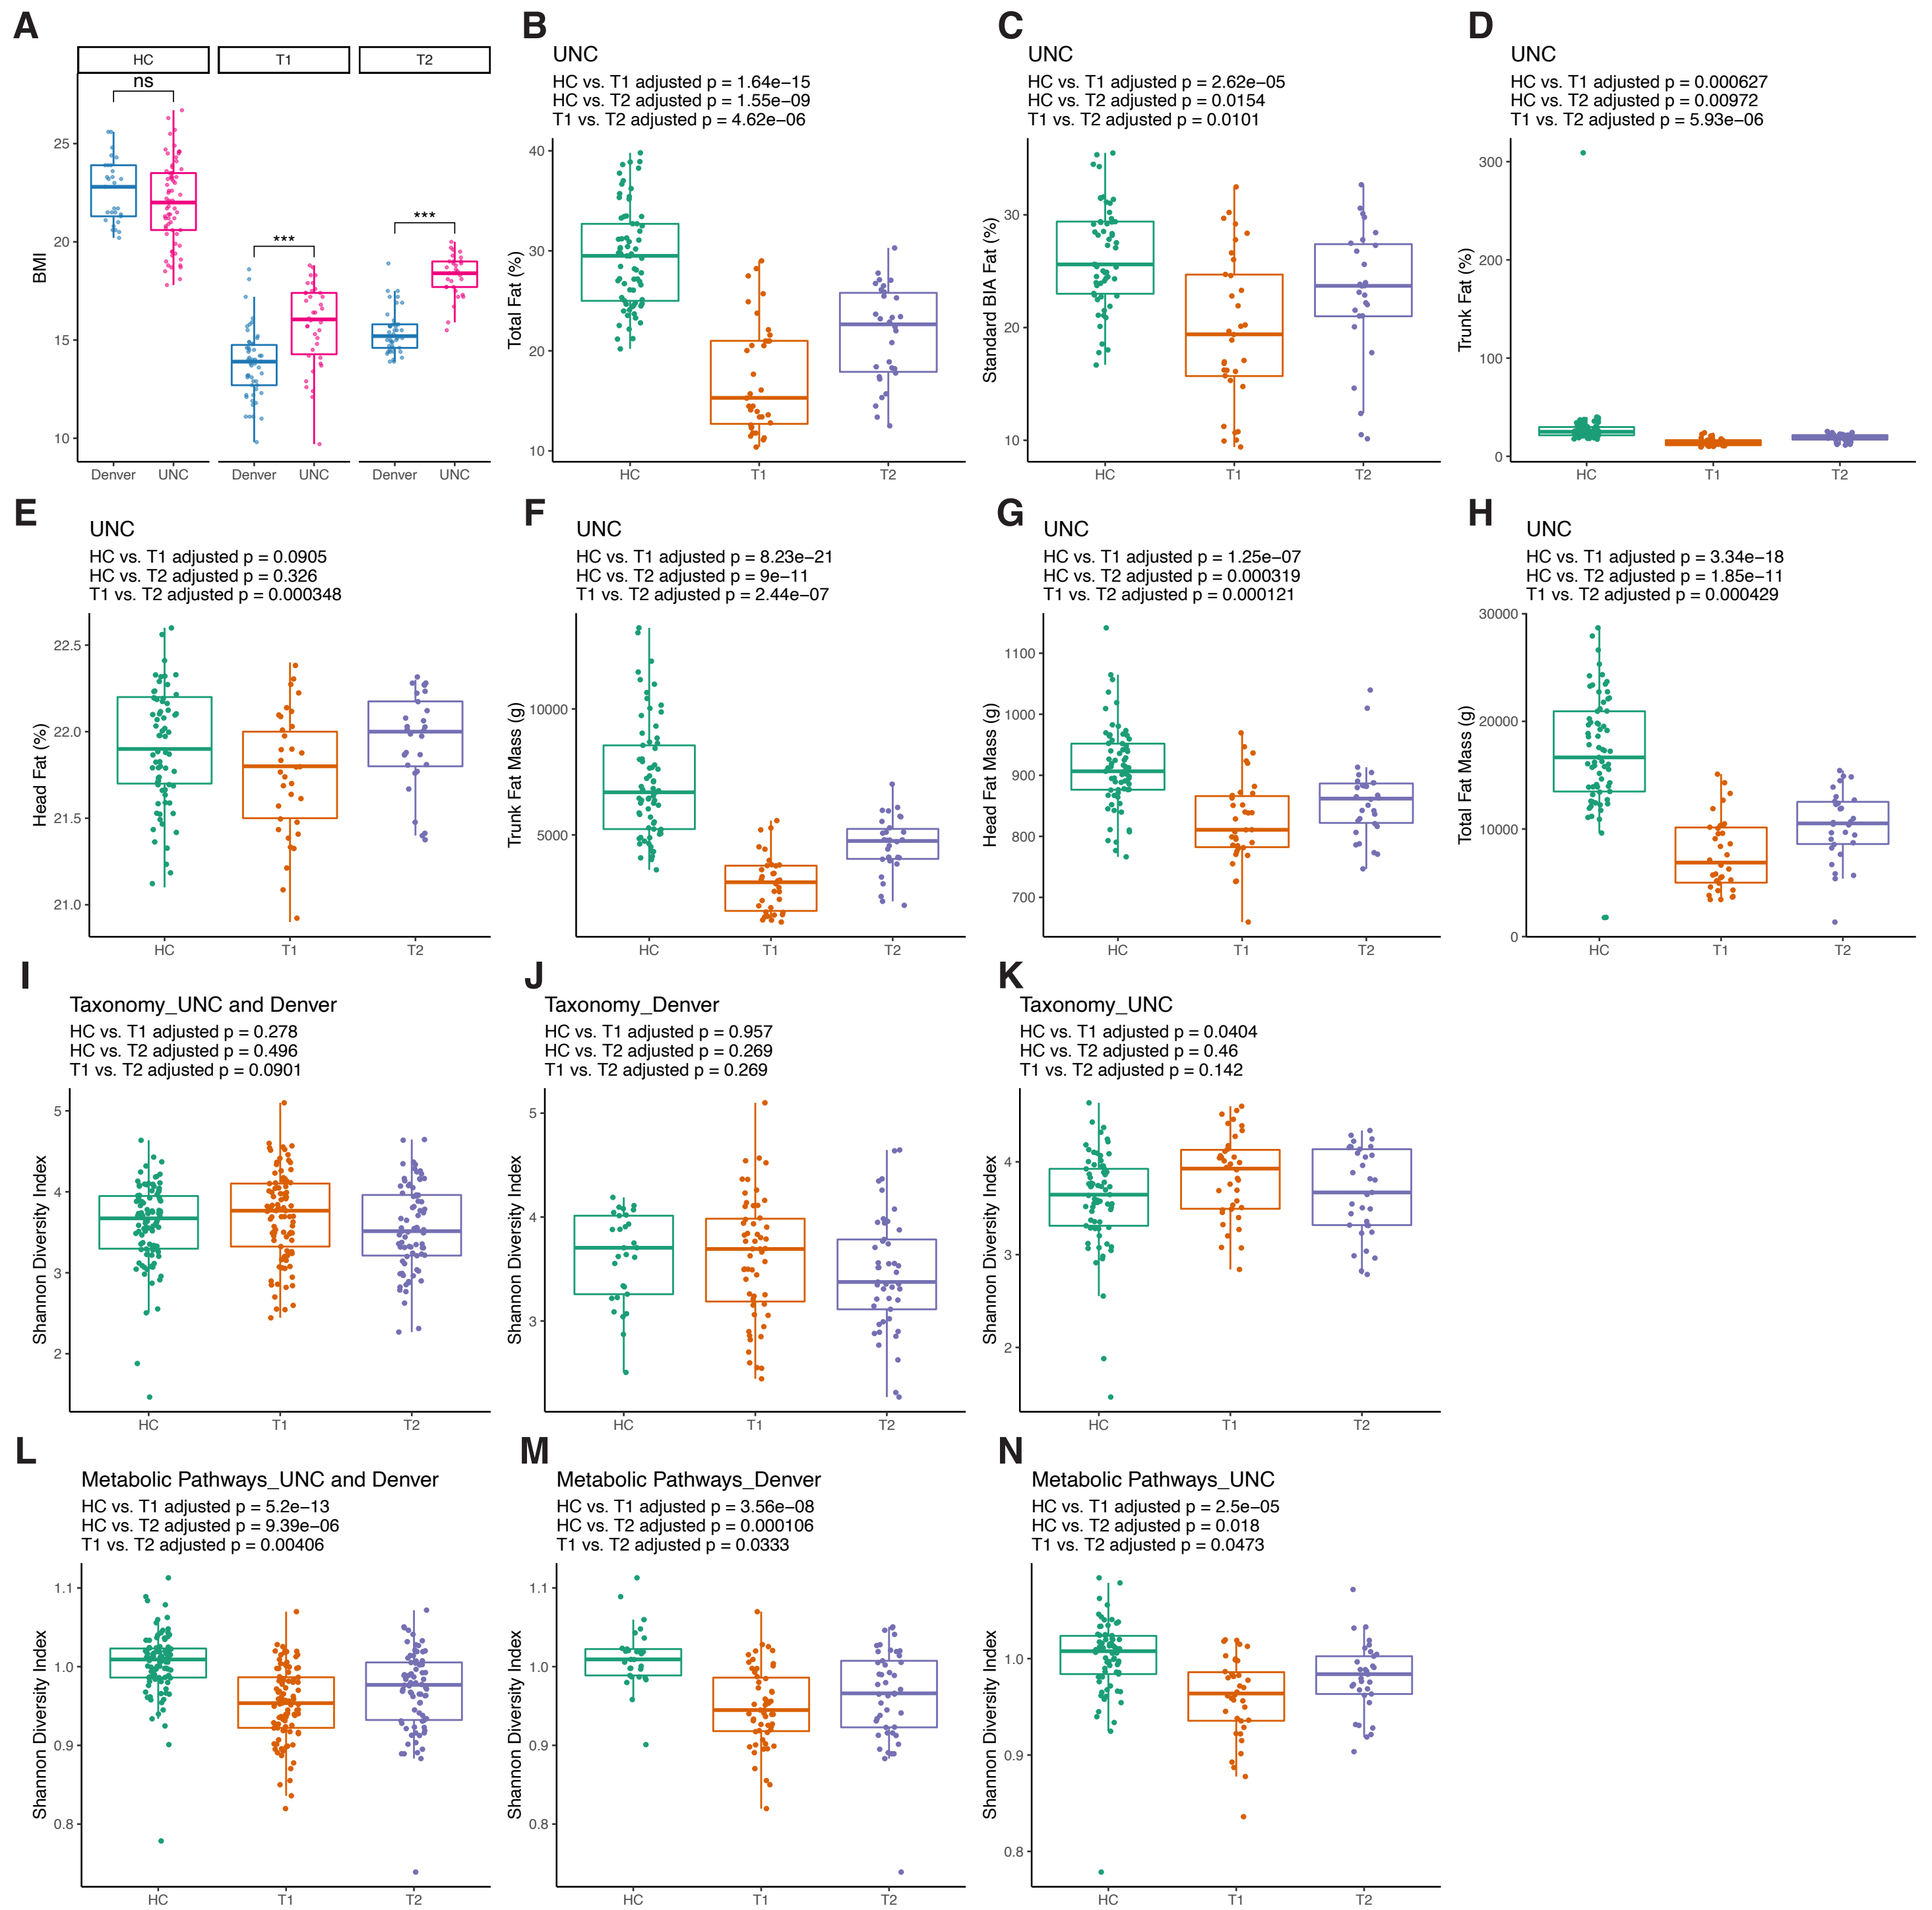 A
HC
T1
T2
ns
***
***
BMI
25
20
15
10
Denver
UNC
Denver
UNC
Denver
UNC
B
UNC
HC vs. T1 adjusted p = 1.64e−15
HC vs. T2 adjusted p = 1.55e−09
T1 vs. T2 adjusted p = 4.62e−06
Total Fat (%)
40
30
20
10
HC
T1
T2
C
UNC
HC vs. T1 adjusted p = 2.62e−05
HC vs. T2 adjusted p = 0.0154
T1 vs. T2 adjusted p = 0.0101
Standard BIA Fat (%)
30
20
10
HC
T1
T2
D
UNC
HC vs. T1 adjusted p = 0.000627
HC vs. T2 adjusted p = 0.00972
T1 vs. T2 adjusted p = 5.93e−06
Trunk Fat (%)
300
200
100
0
HC
T1
T2
E
UNC
HC vs. T1 adjusted p = 0.0905
HC vs. T2 adjusted p = 0.326
T1 vs. T2 adjusted p = 0.000348
Head Fat (%)
22.5
22.0
21.5
21.0
HC
T1
T2
F
UNC
HC vs. T1 adjusted p = 8.23e−21
HC vs. T2 adjusted p = 9e−11
T1 vs. T2 adjusted p = 2.44e−07
Trunk Fat Mass (g)
10000
5000
HC
T1
T2
G
UNC
HC vs. T1 adjusted p = 1.25e−07
HC vs. T2 adjusted p = 0.000319
T1 vs. T2 adjusted p = 0.000121
Head Fat Mass (g)
1100
1000
900
800
700
HC
T1
T2
H
UNC
HC vs. T1 adjusted p = 3.34e−18
HC vs. T2 adjusted p = 1.85e−11
T1 vs. T2 adjusted p = 0.000429
Total Fat Mass (g)
30000
20000
10000
0
HC
T1
T2
I
Taxonomy_UNC and Denver
HC vs. T1 adjusted p = 0.278
HC vs. T2 adjusted p = 0.496
T1 vs. T2 adjusted p = 0.0901
Shannon Diversity Index
5
4
3
2
HC
T1
T2
J
Taxonomy_Denver
HC vs. T1 adjusted p = 0.957
HC vs. T2 adjusted p = 0.269
T1 vs. T2 adjusted p = 0.269
Shannon Diversity Index
5
4
3
HC
T1
T2
K
Taxonomy_UNC
HC vs. T1 adjusted p = 0.0404
HC vs. T2 adjusted p = 0.46
T1 vs. T2 adjusted p = 0.142
Shannon Diversity Index
4
3
2
HC
T1
T2
L
Metabolic Pathways_UNC and Denver
HC vs. T1 adjusted p = 5.2e−13
HC vs. T2 adjusted p = 9.39e−06
T1 vs. T2 adjusted p = 0.00406
Shannon Diversity Index
1.1
1.0
0.9
0.8
HC
T1
T2
M
Metabolic Pathways_Denver
HC vs. T1 adjusted p = 3.56e−08
HC vs. T2 adjusted p = 0.000106
T1 vs. T2 adjusted p = 0.0333
Shannon Diversity Index
1.1
1.0
0.9
0.8
HC
T1
T2
N
Metabolic Pathways_UNC
HC vs. T1 adjusted p = 2.5e−05
HC vs. T2 adjusted p = 0.018
T1 vs. T2 adjusted p = 0.0473
Shannon Diversity Index
1.0
0.9
0.8
HC
T1
T2